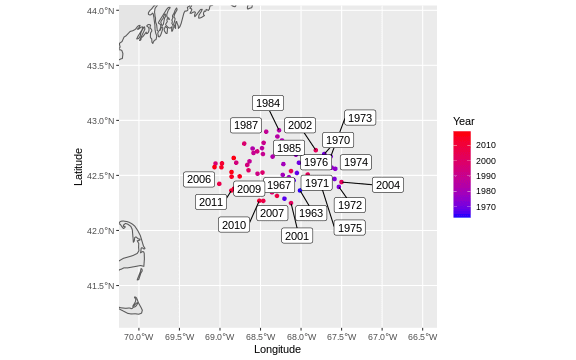 44.0°N
43.5°N
43.0°N
42.5°N
42.0°N
41.5°N
Latitude
1984
1973
1987
2002
1970
1985
1976
1974
2006
2009
1967
1971
2004
2011
1972
2007
1963
2010
1975
2001
70.0°W
69.5°W
69.0°W
68.5°W
68.0°W
67.5°W
67.0°W
66.5°W
Longitude
Year
2010
2000
1990
1980
1970